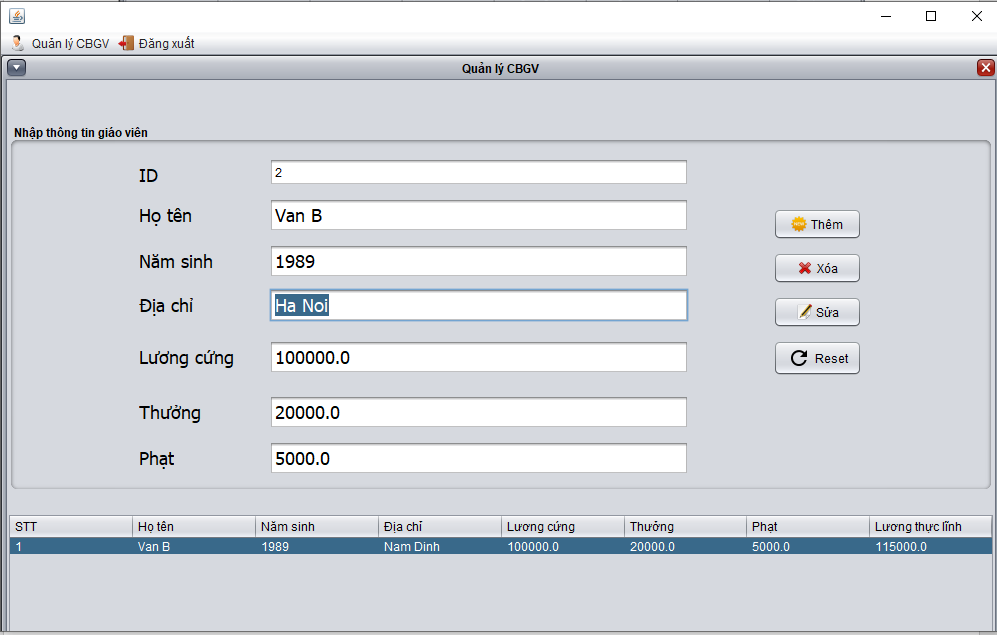 Quản lý CBGV Đăng xuất
Quản lý CBGV
Nhập thông tin giáo viên
ID 2
Họ tên Van B
Năm sinh 1989
Địa chỉ Ha Noi
Lương cứng 100000.0
Thưởng 20000.0
Phạt 5000.0
Thêm
Xóa
Sửa
Reset
STT Họ tên Năm sinh Địa chỉ Lương cứng Thưởng Phạt Lương thực lĩnh
1 Van B 1989 Nam Dinh 100000.0 20000.0 5000.0 115000.0